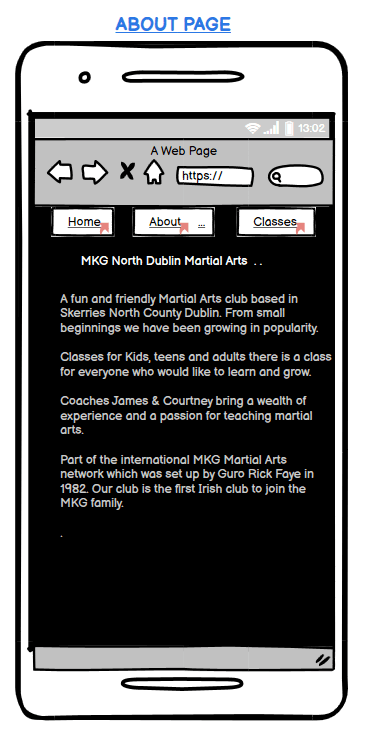 ABOUT PAGE
13:02
A Web Page
https://
Home About ... Classes
MKG North Dublin Martial Arts . .
A fun and friendly Martial Arts club based in
Skerries North County Dublin. From small
beginnings we have been growing in popularity.
Classes for Kids, teens and adults there is a class
for everyone who would like to learn and grow.
Coaches James & Courtney bring a wealth of
experience and a passion for teaching martial
arts.
Part of the international MKG Martial Arts
network which was set up by Guro Rick Faye in
1982. Our club is the first Irish club to join the
MKG family.
.